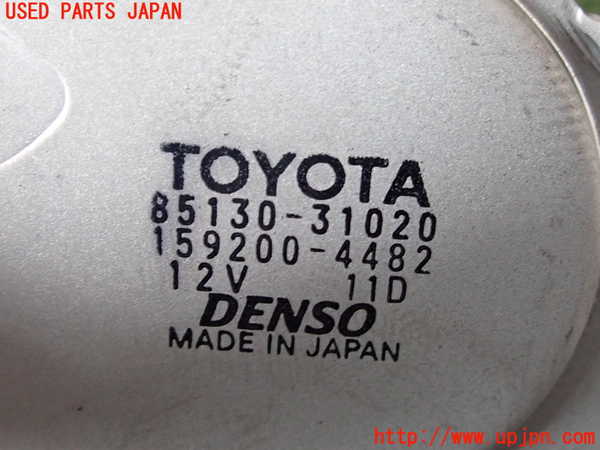 USED PARTS JAPAN
TOYOTA
85130-31020
159200-4482
12V 11D
DENSO
MADE IN JAPAN
http://www.upjpn.com/